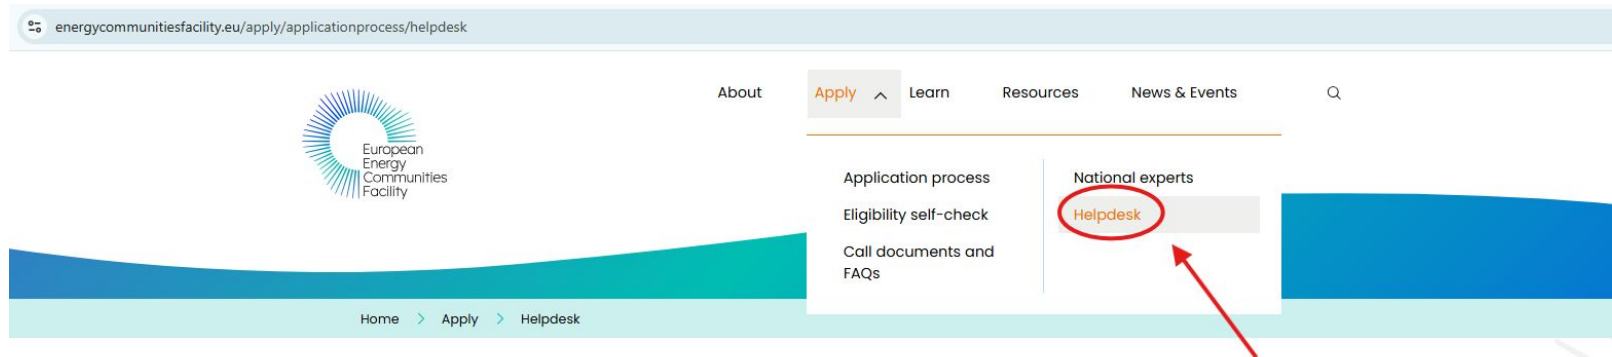 energycommunitiesfacility.eu/apply/applicationprocess/helpdesk
About Apply Learn Resources News & Events
European
Energy
Communities
Facility
Application process
Eligibility self-check
Call documents and
FAQs
National experts
Helpdesk
Home > Apply > Helpdesk